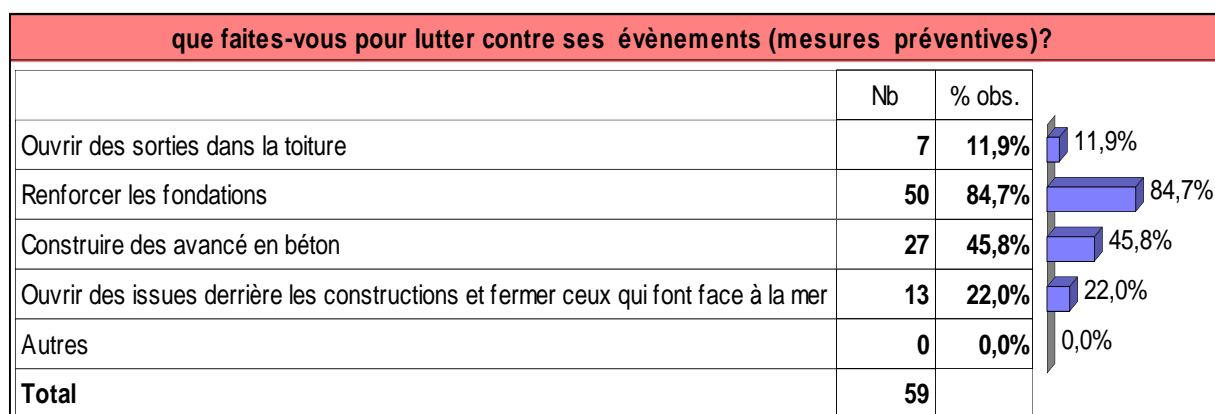 que faites-vous pour lutter contre ses évènements (mesures préventives)?
Nb % obs.
Ouvrir des sorties dans la toiture 7 11,9% 11,9%
Renforcer les fondations 50 84,7% 84,7%
Construire des avancé en béton 27 45,8% 45,8%
Ouvrir des issues derrière les constructions et fermer ceux qui font face à la mer 13 22,0% 22,0%
Autres 0 0,0% 0,0%
Total 59